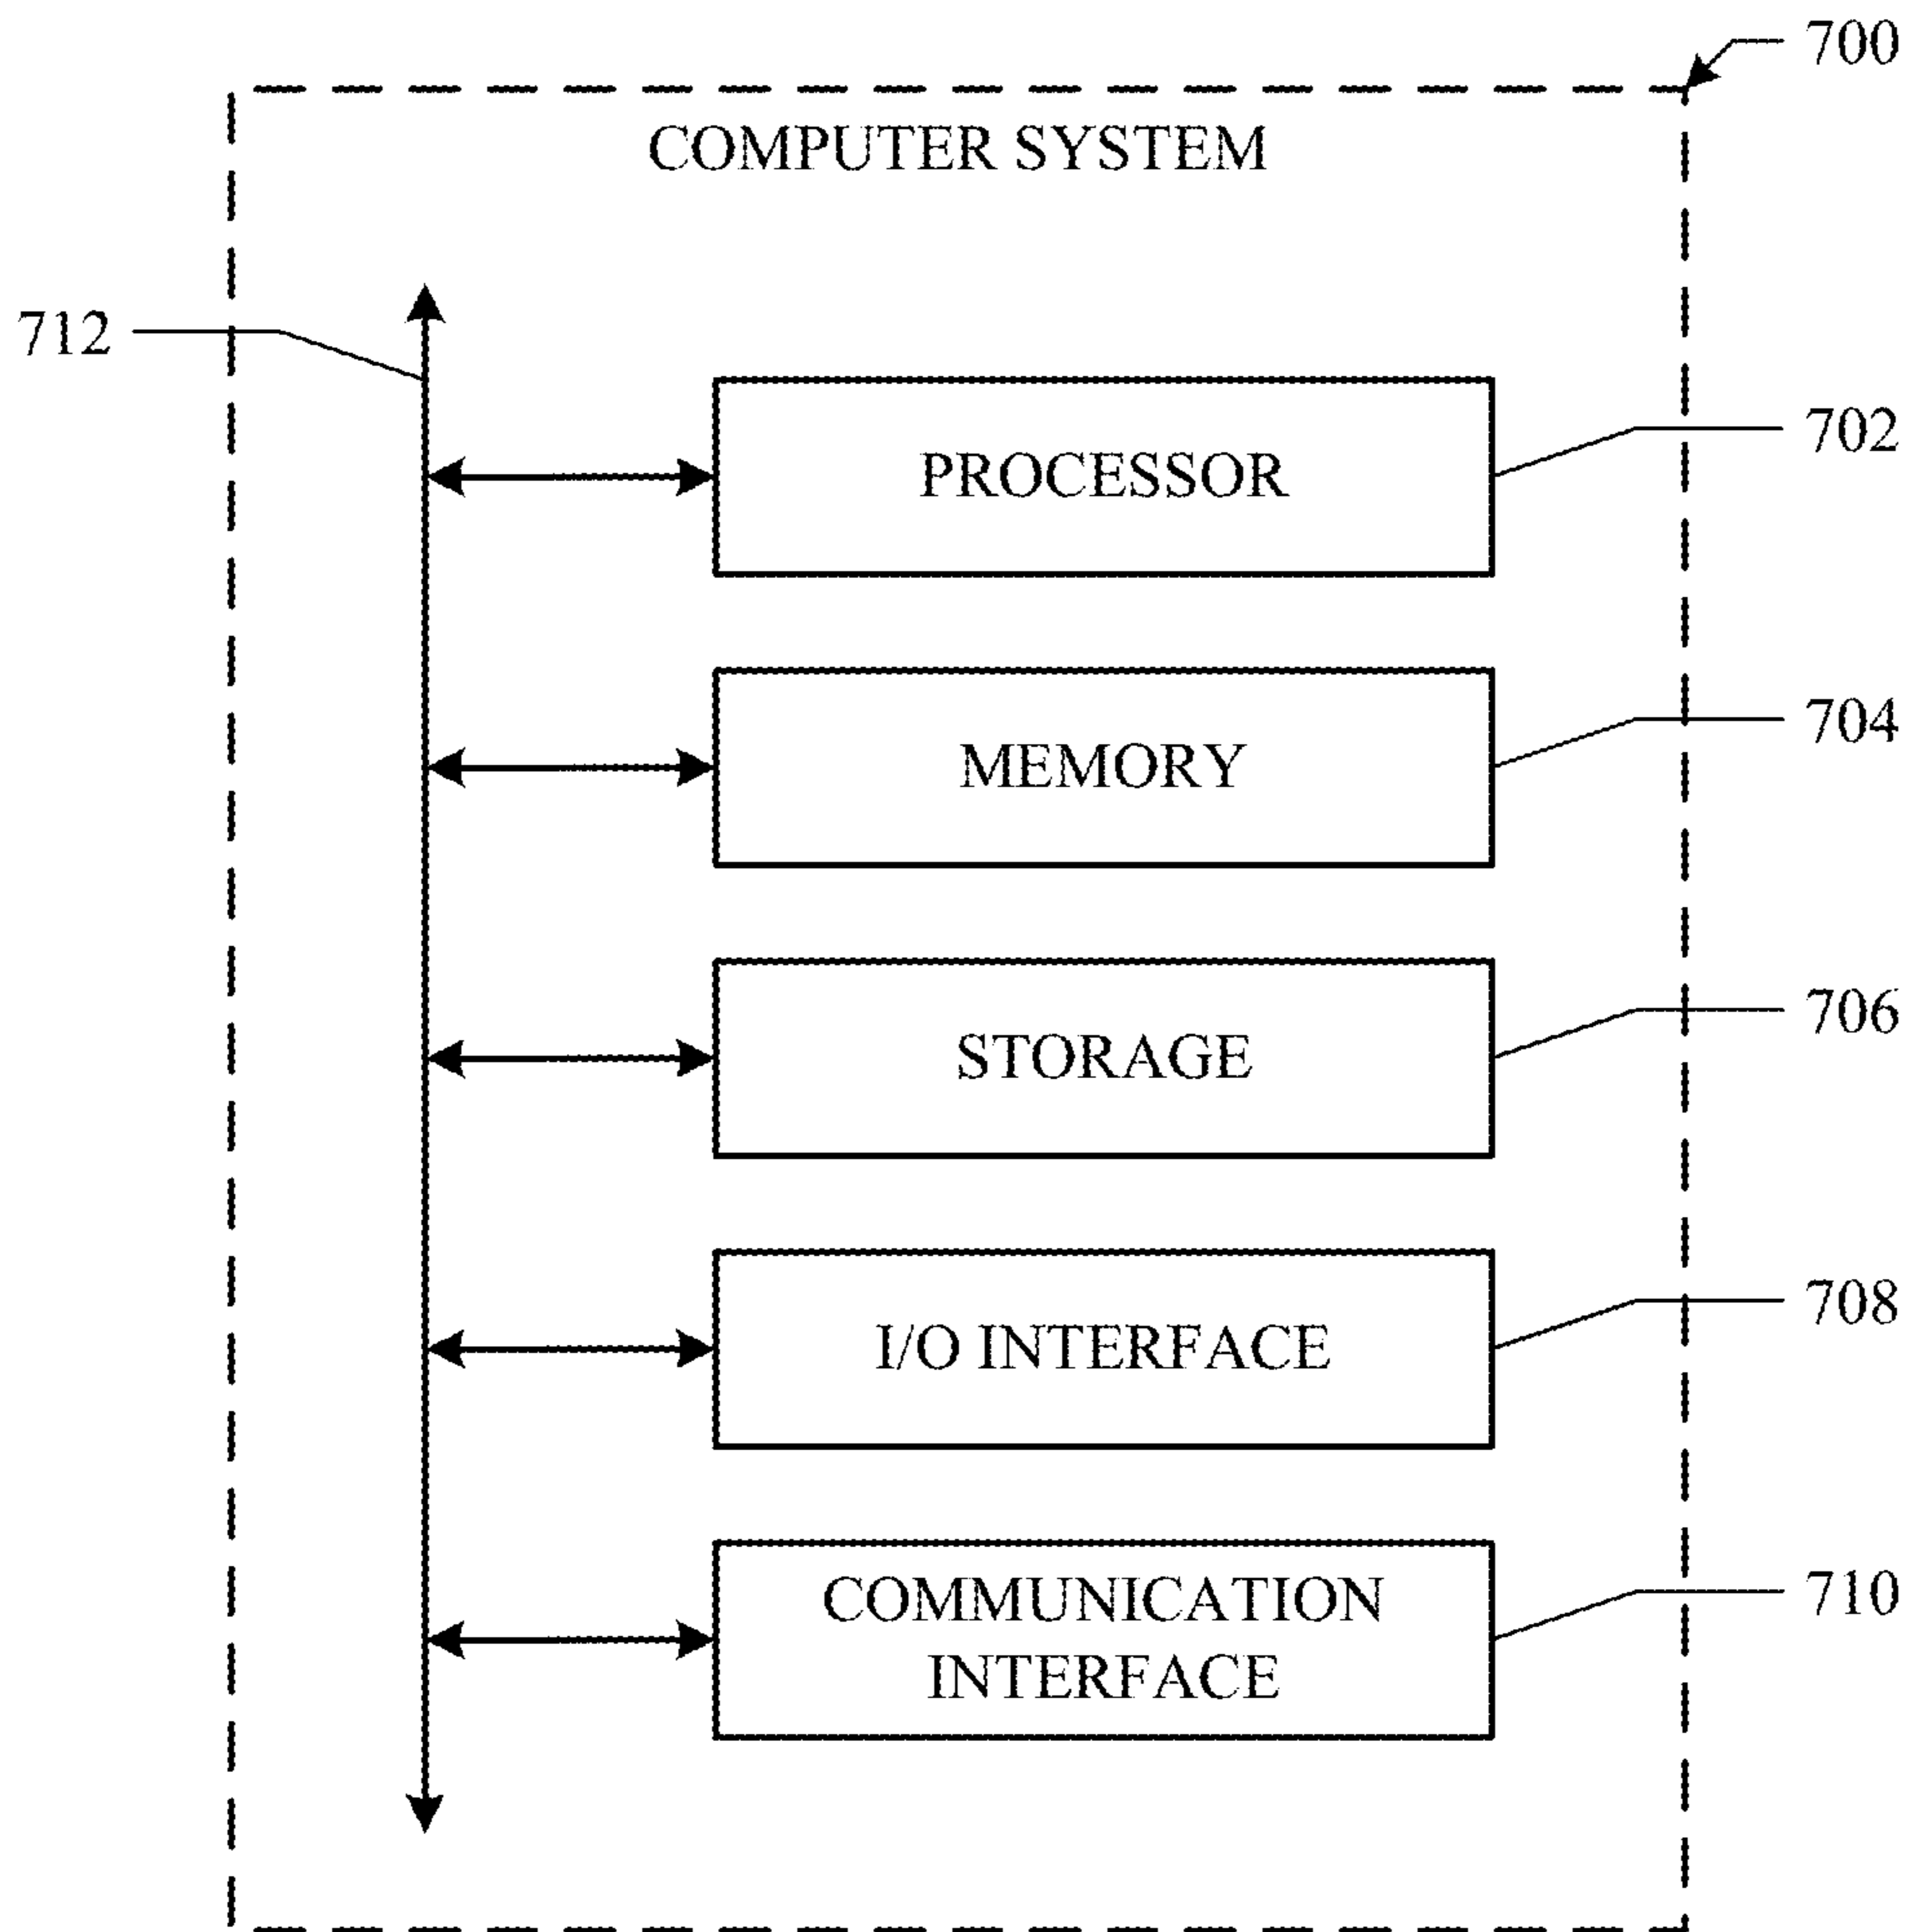 700
COMPUTER SYSTEM
712
702
PROCESSOR
704
MEMORY
706
STORAGE
708
I/O INTERFACE
710
COMMUNICATION
INTERFACE